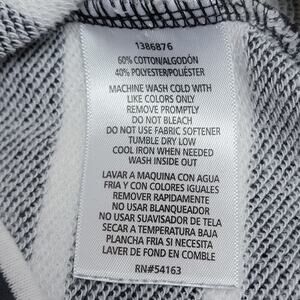 1386876
60% COTTON/ALGODÓN
40% POLYESTER/POLIÉSTER
MACHINE WASH COLD WITH
LIKE COLORS ONLY
REMOVE PROMPTLY
DO NOT BLEACH
DO NOT USE FABRIC SOFTENER
TUMBLE DRY LOW
COOL IRON WHEN NEEDED
WASH INSIDE OUT
LAVAR A MAQUINA CON AGUA
FRIA Y CON COLORES IGUALES
REMOVER RAPIDAMENTE
NO USAR BLANQUEADOR
NO USAR SUAVISADOR DE TELA
SECAR A TEMPERATURA BAJA
PLANCHA FRIA SI NECESITA
LAVER DE FOND EN COMBLE
RN#54163